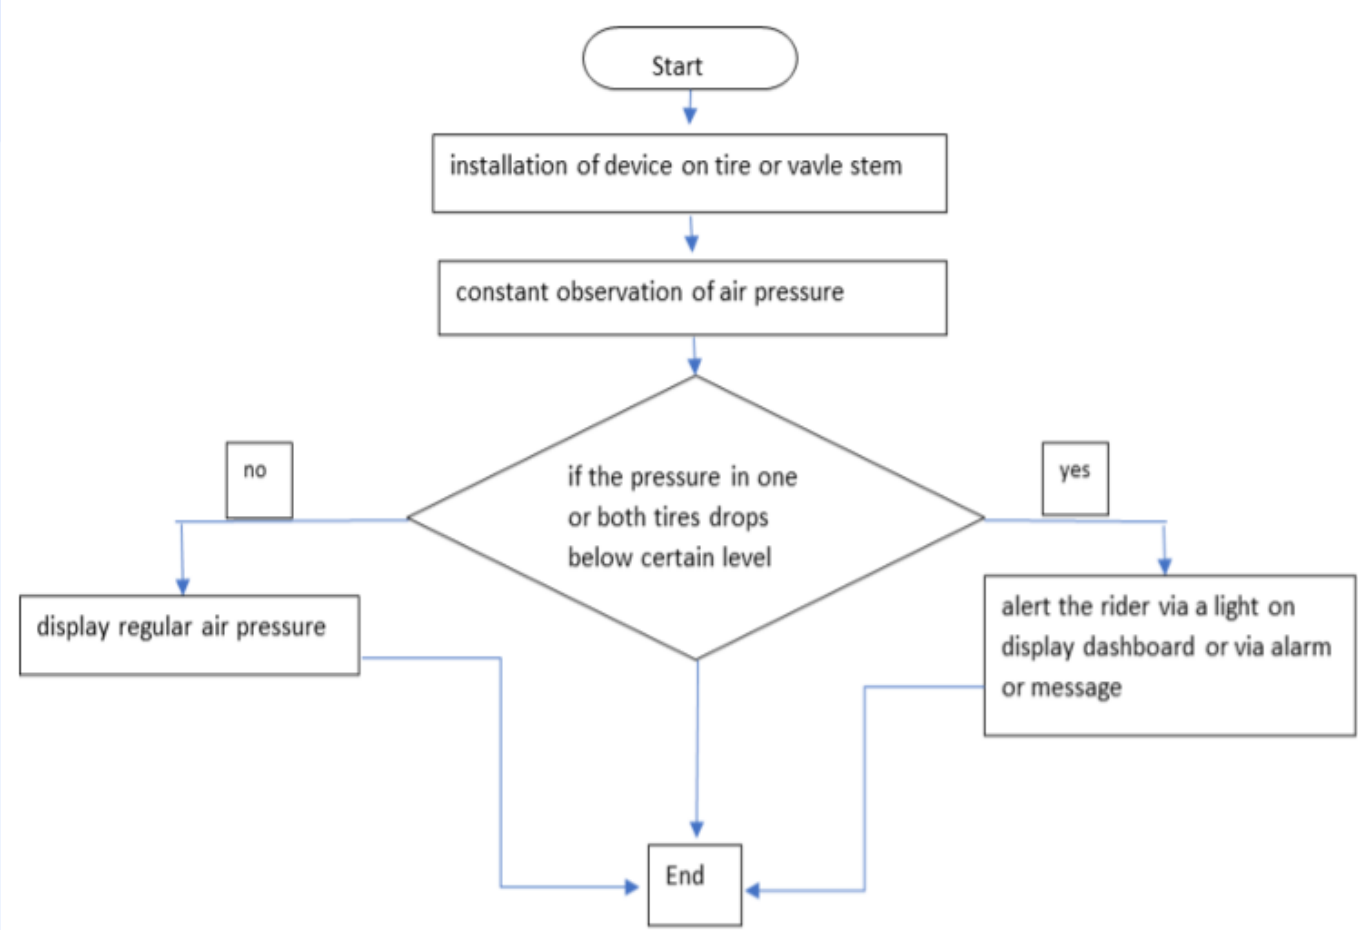 Start
installation of device on tire or vavle stem
constant observation of air pressure
no
if the pressure in one
or both tires drops
below certain level
yes
display regular air pressure
alert the rider via a light on
display dashboard or via alarm
or message
End